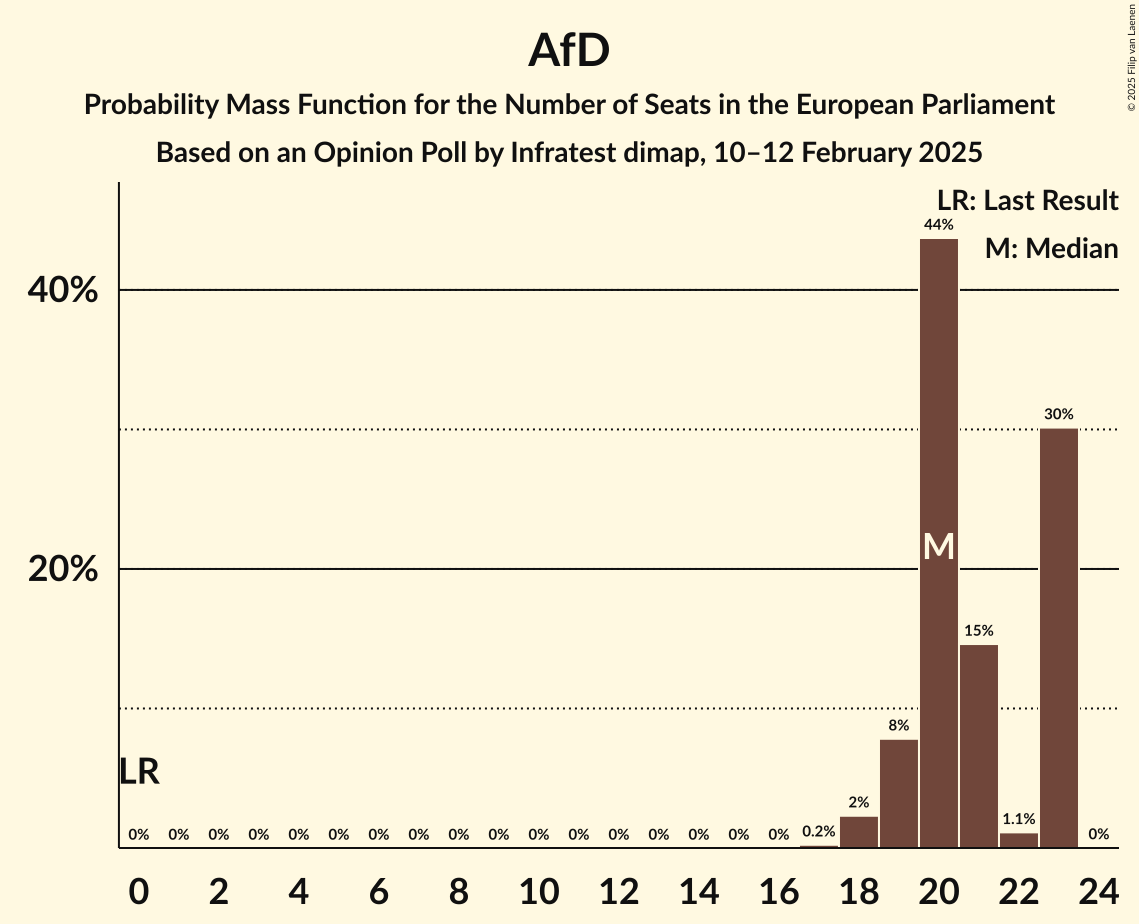 AfD
Probability Mass Function for the Number of Seats in the European Parliament
Based on an Opinion Poll by Infratest dimap, 10–12 February 2025
© 2025 Filip van Laenen
LR: Last Result
M: Median
40%
20%
44%
30%
M
15%
8%
LR
2%
1.1%
0.2%
0% 0% 0% 0% 0% 0% 0% 0% 0% 0% 0% 0% 0% 0% 0% 0% 0% 0%
0 2 4 6 8 10 12 14 16 18 20 22 24